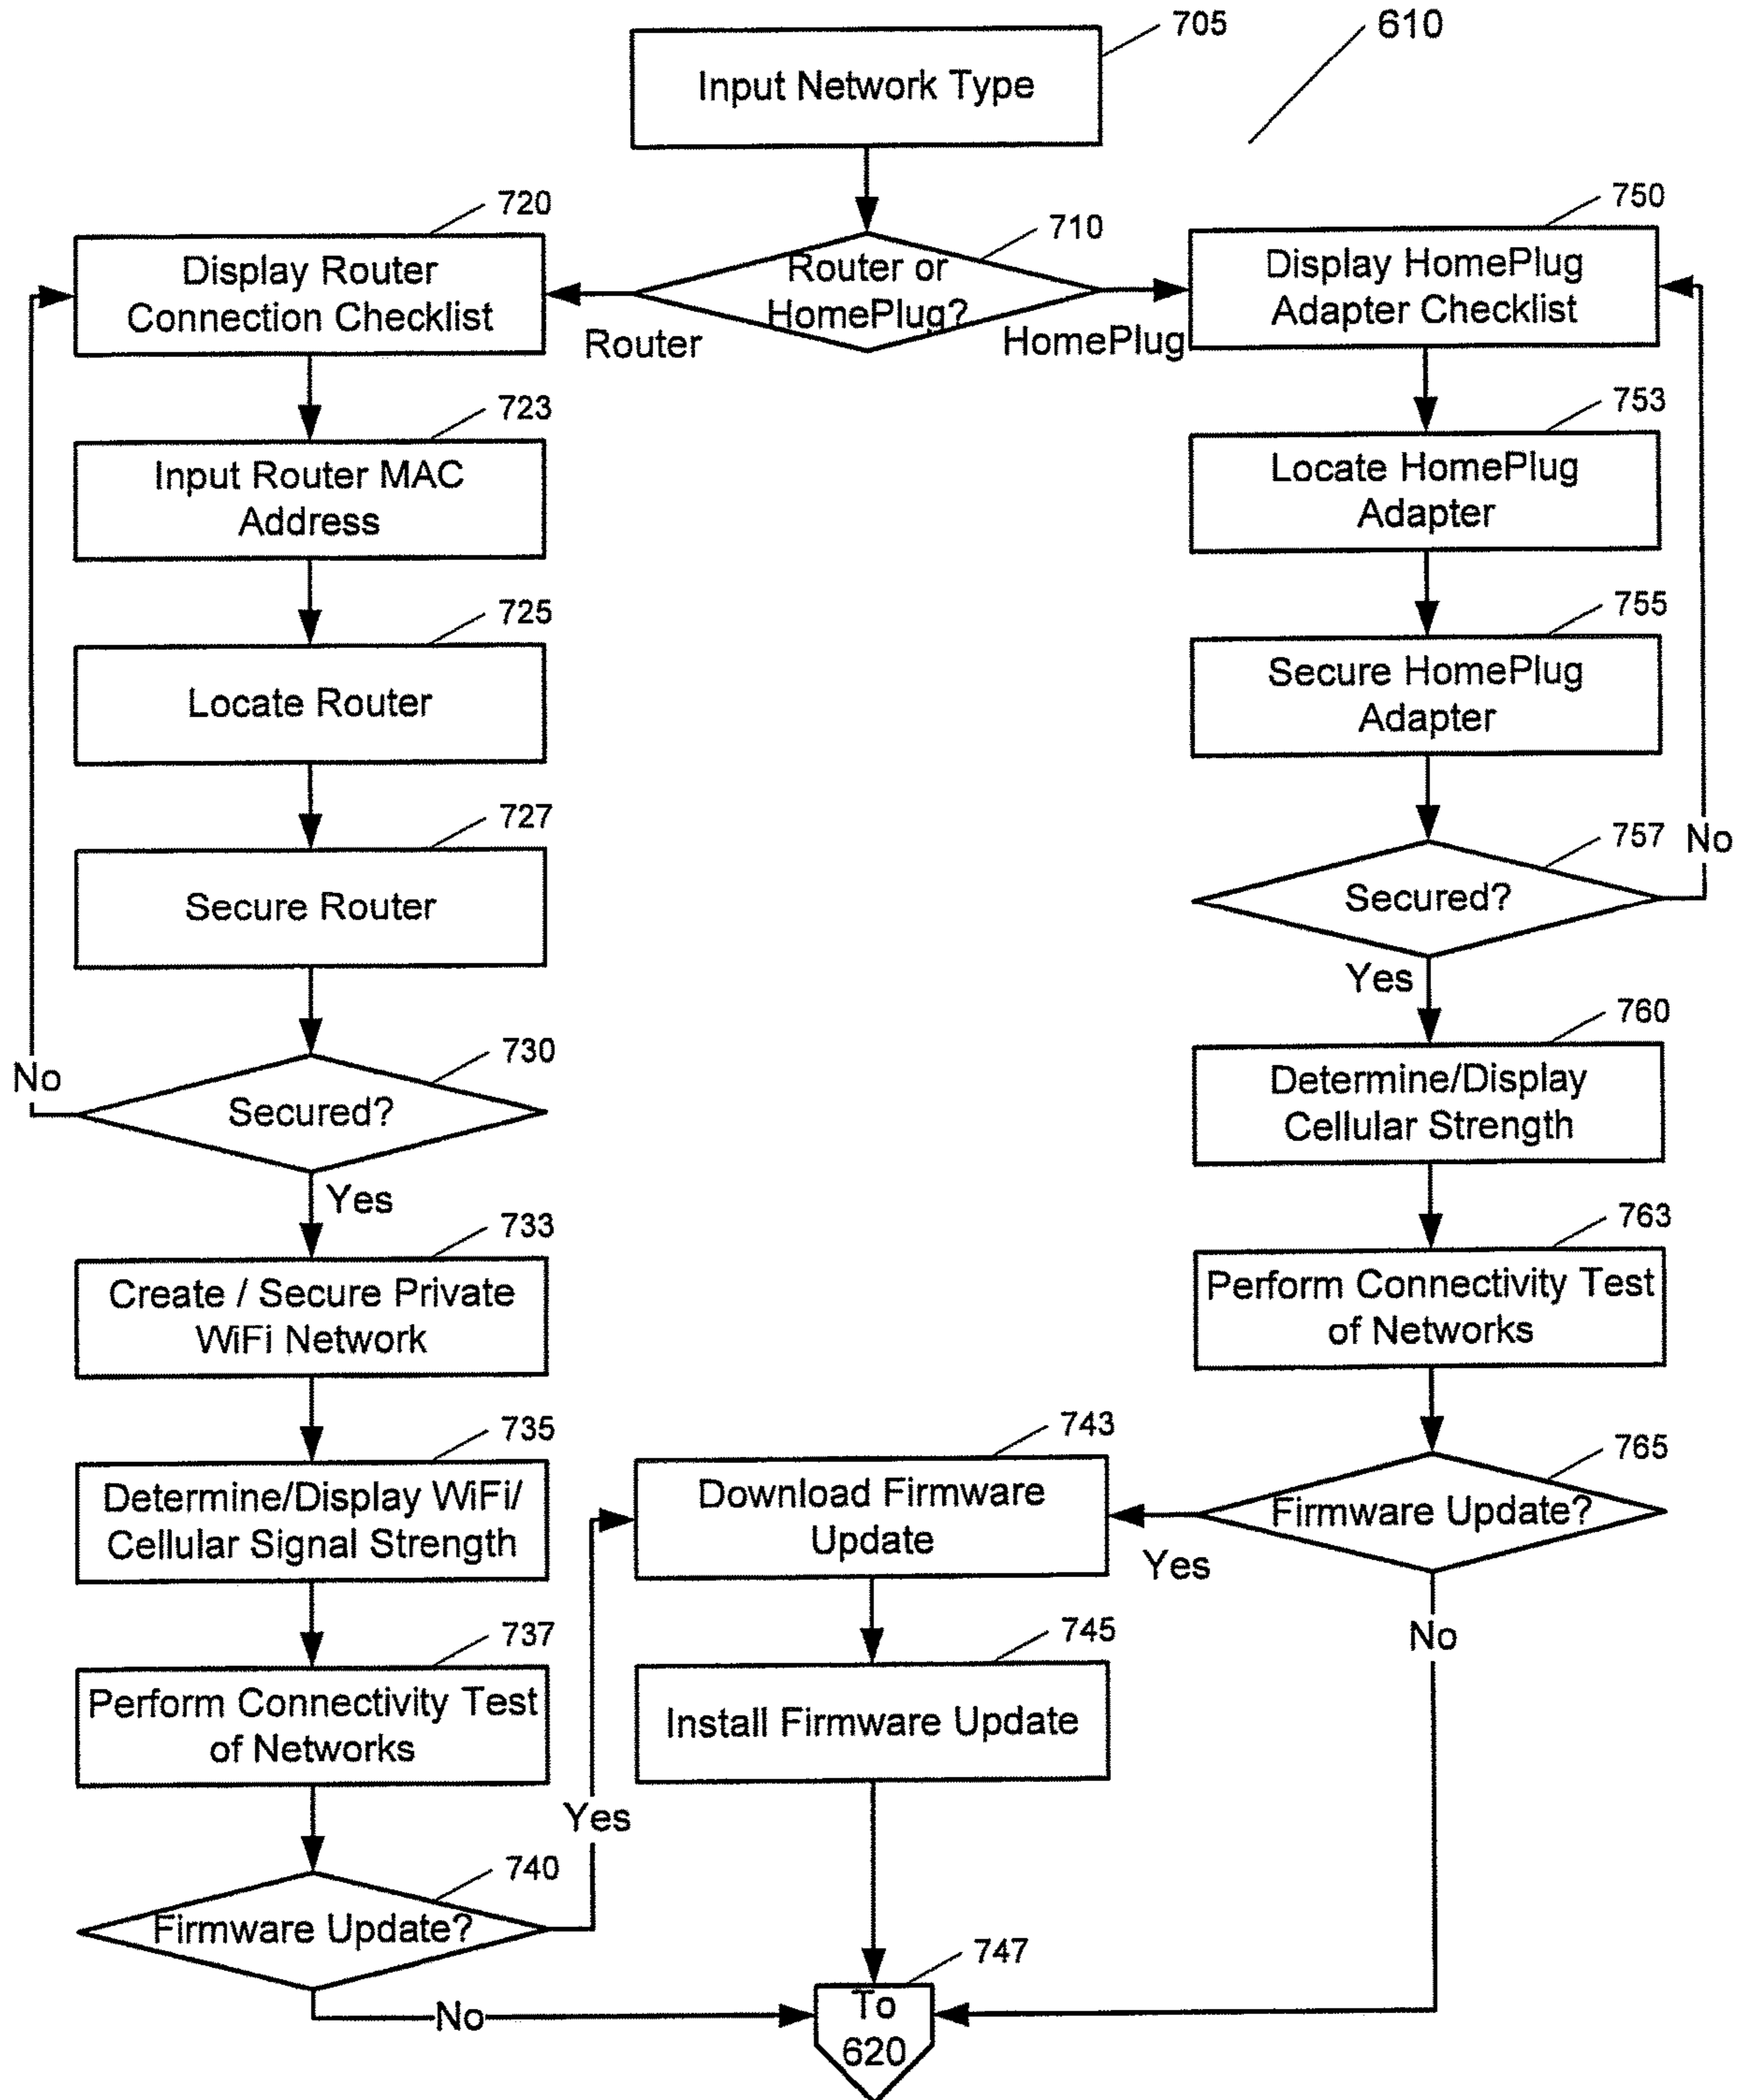 705
610
Input Network Type
720
Display Router
Connection Checklist
710
Router or
HomePlug?
Router
HomePlug
750
Display HomePlug
Adapter Checklist
723
Input Router MAC
Address
753
Locate HomePlug
Adapter
725
Locate Router
755
Secure HomePlug
Adapter
727
Secure Router
757
No
Secured?
Yes
730
No
Secured?
Yes
760
Determine/Display
Cellular Strength
733
Create / Secure Private
WiFi Network
763
Perform Connectivity Test
of Networks
735
Determine/Display WiFi/
Cellular Signal Strength
743
Download Firmware
Update
765
Firmware Update?
Yes
No
737
Perform Connectivity Test
of Networks
745
Install Firmware Update
Yes
740
Firmware Update?
No
747
To
620